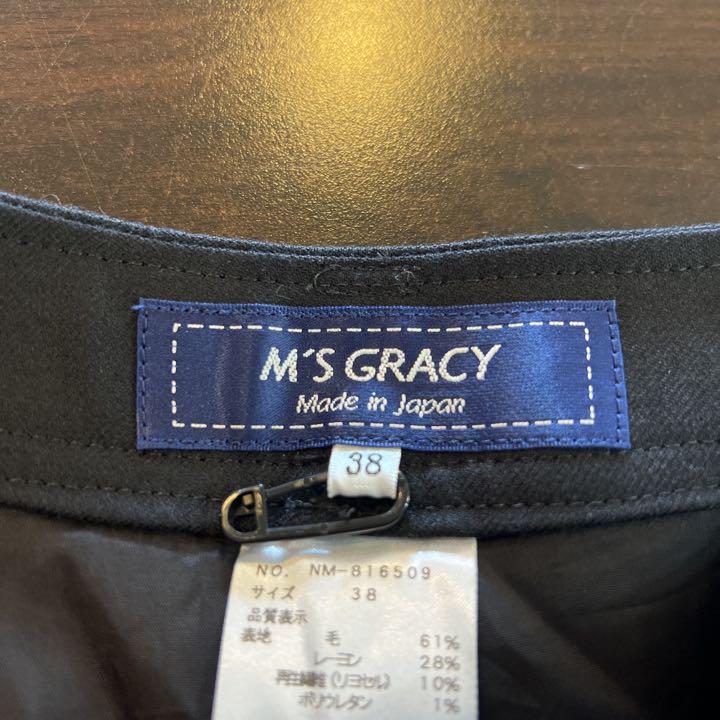 M'S GRACY
Made in Japan
38
NO. NM-816509
サイズ 38
品質表示
表地 毛 61%
レーヨン 28%
再生繊維(リヨセル) 10%
ポリウレタン 1%